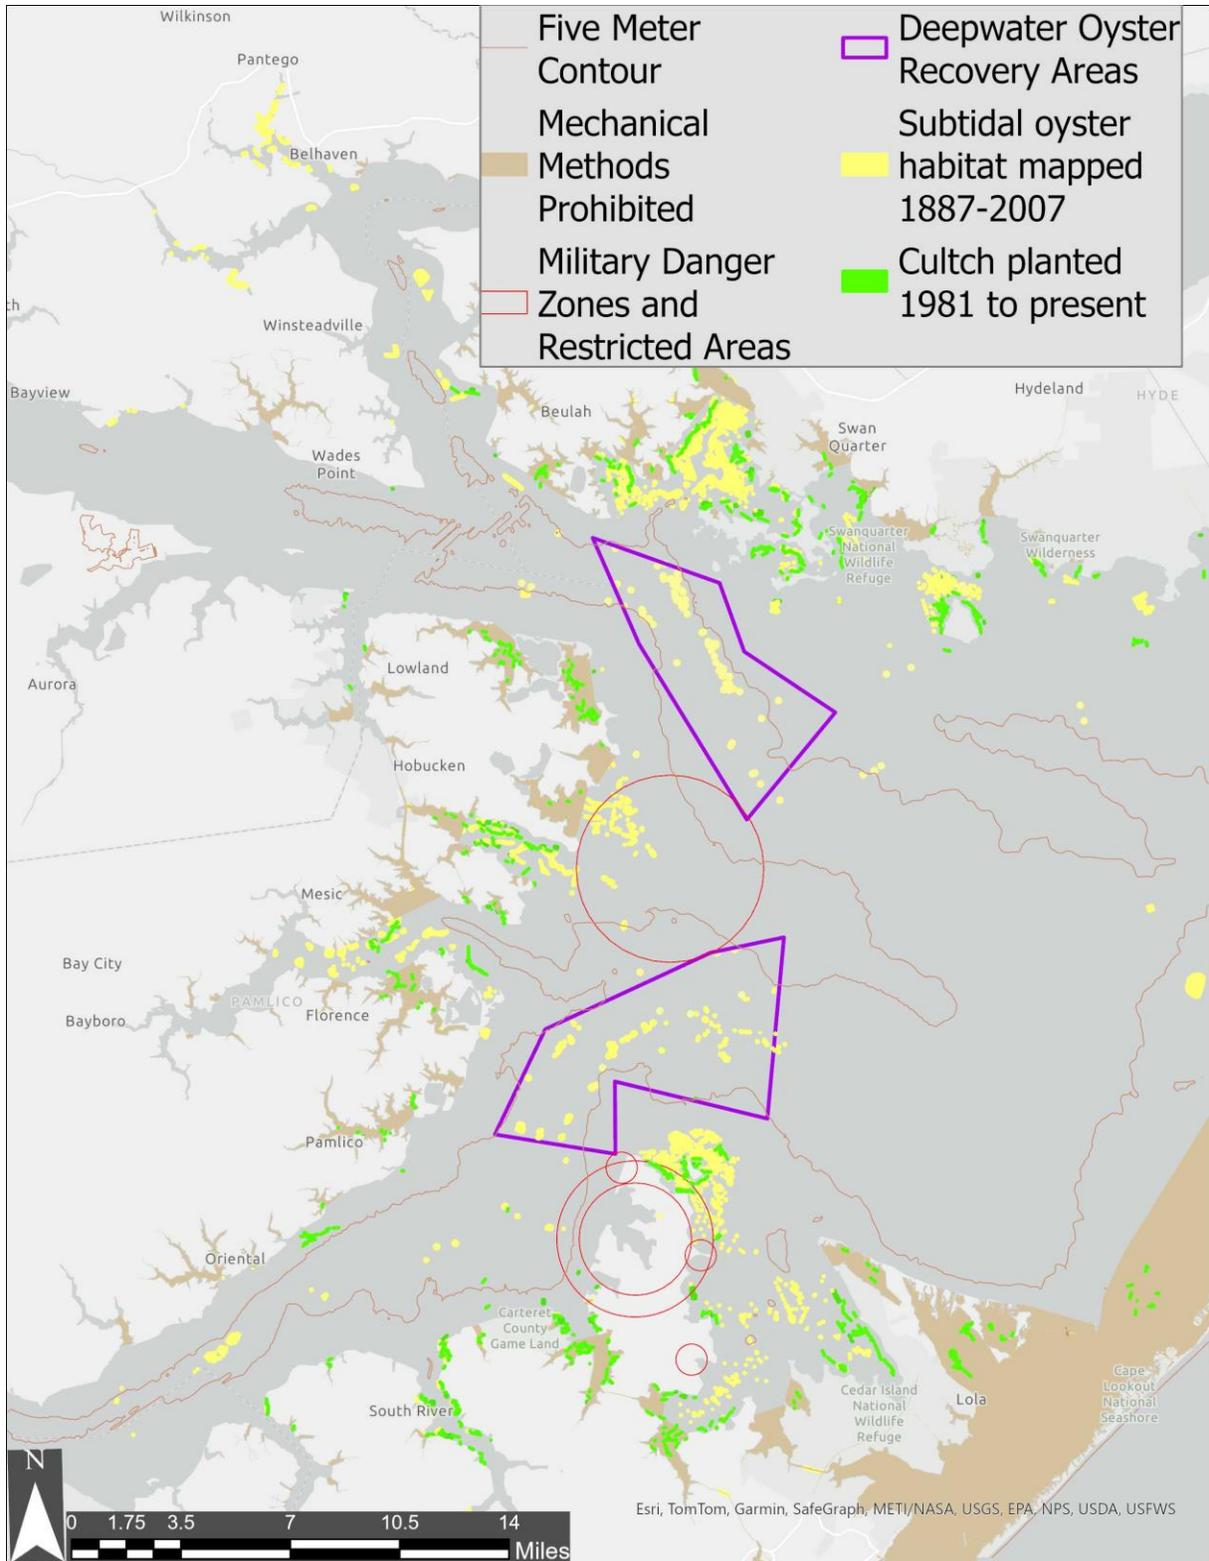 Wilkinson
Pantego
Belhaven
Five Meter
Contour
Mechanical
Methods
Prohibited
Military Danger
Zones and
Restricted Areas
Deepwater Oyster
Recovery Areas
Subtidal oyster
habitat mapped
1887-2007
Cultch planted
1981 to present
th
Winsteadville
Bayview
Beulah
Hydeland
HYDE
Swan
Quarter
Wades
Point
Swanquarter
National
Wildlife
Refuge
Swanquarter
Wilderness
Lowland
Aurora
Hobucken
Mesic
Bay City
PAMLICO
Bayboro
Florence
Pamlico
Oriental
Carteret
County
Game Land
South River
Cedar Island
National
Wildlife
Refuge
Lola
Cape
Lookout
National
Seashore
N
0 1.75 3.5 7 10.5 14
Miles
Esri, TomTom, Garmin, SafeGraph, METI/NASA, USGS, EPA, NPS, USDA, USFWS